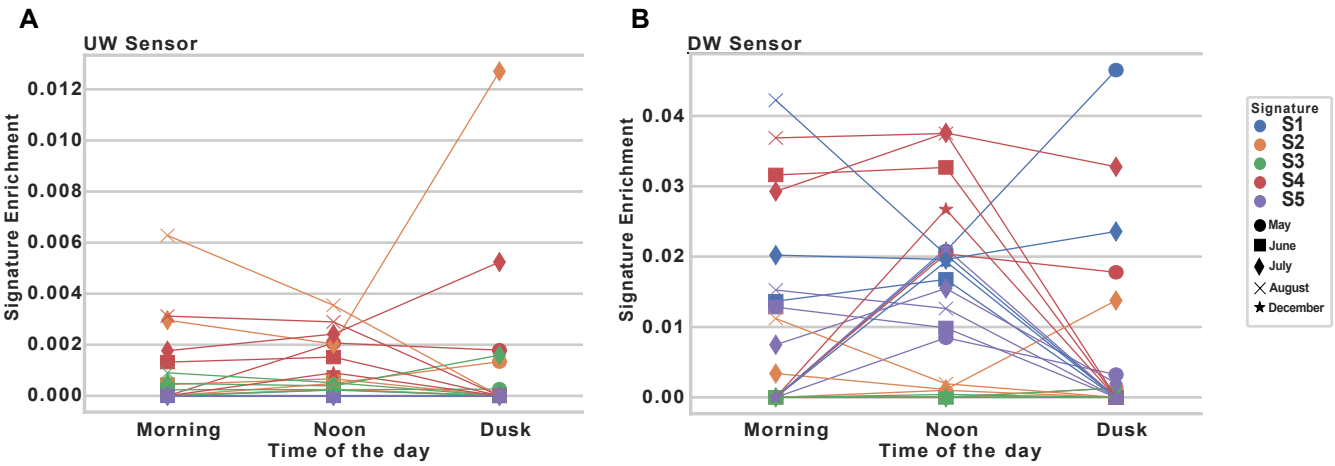 A
UW Sensor
Signature Enrichment
0.012
0.010
0.008
0.006
0.004
0.002
0.000
Morning
Noon
Dusk
Time of the day
B
DW Sensor
Signature Enrichment
0.04
0.03
0.02
0.01
0.00
Morning
Noon
Dusk
Time of the day
Signature
S1
S2
S3
S4
S5
May
June
July
August
December